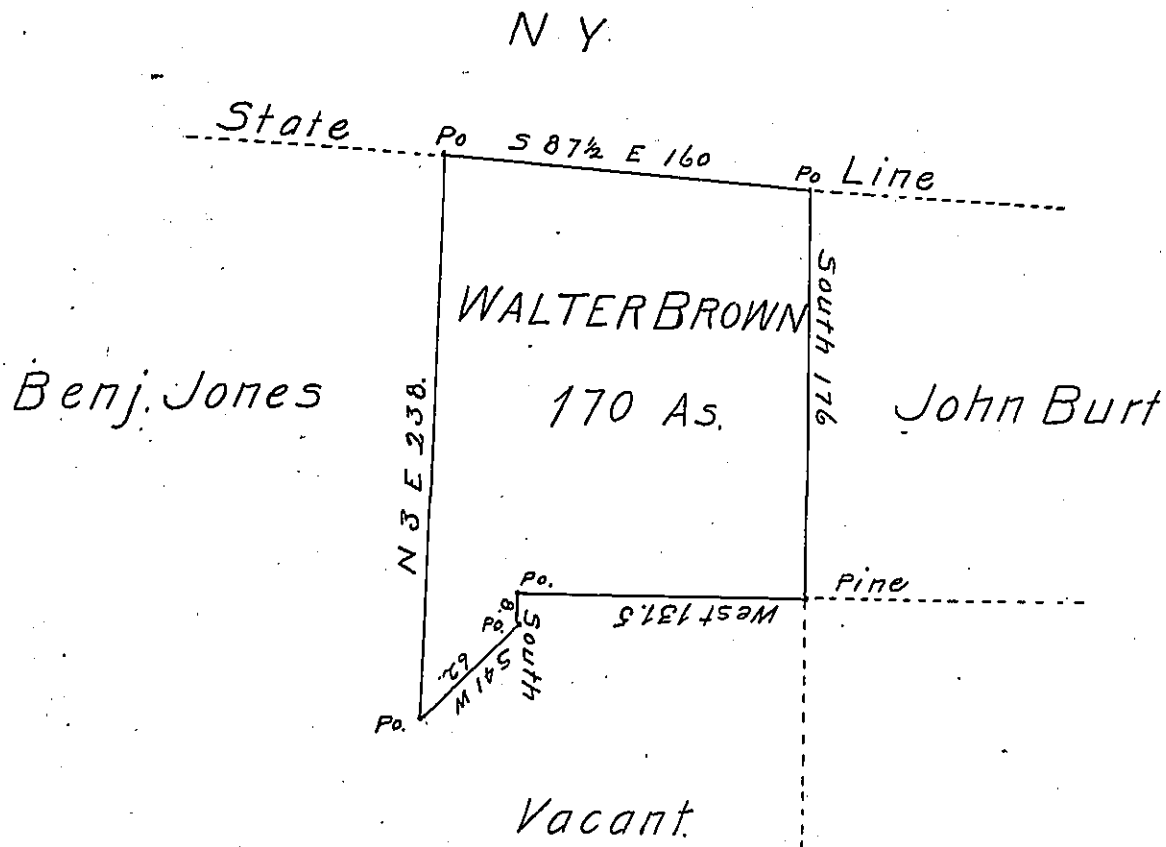 N Y.
State
Po
S 87½ E 160
Po
Line
South 176
WALTER BROWN
Benj. Jones
170 As.
John Burt
N 3 E 238.
Po.
West 131.5
Pine
8.
South
Po.
S 41 W
62.
Po.
Vacant.